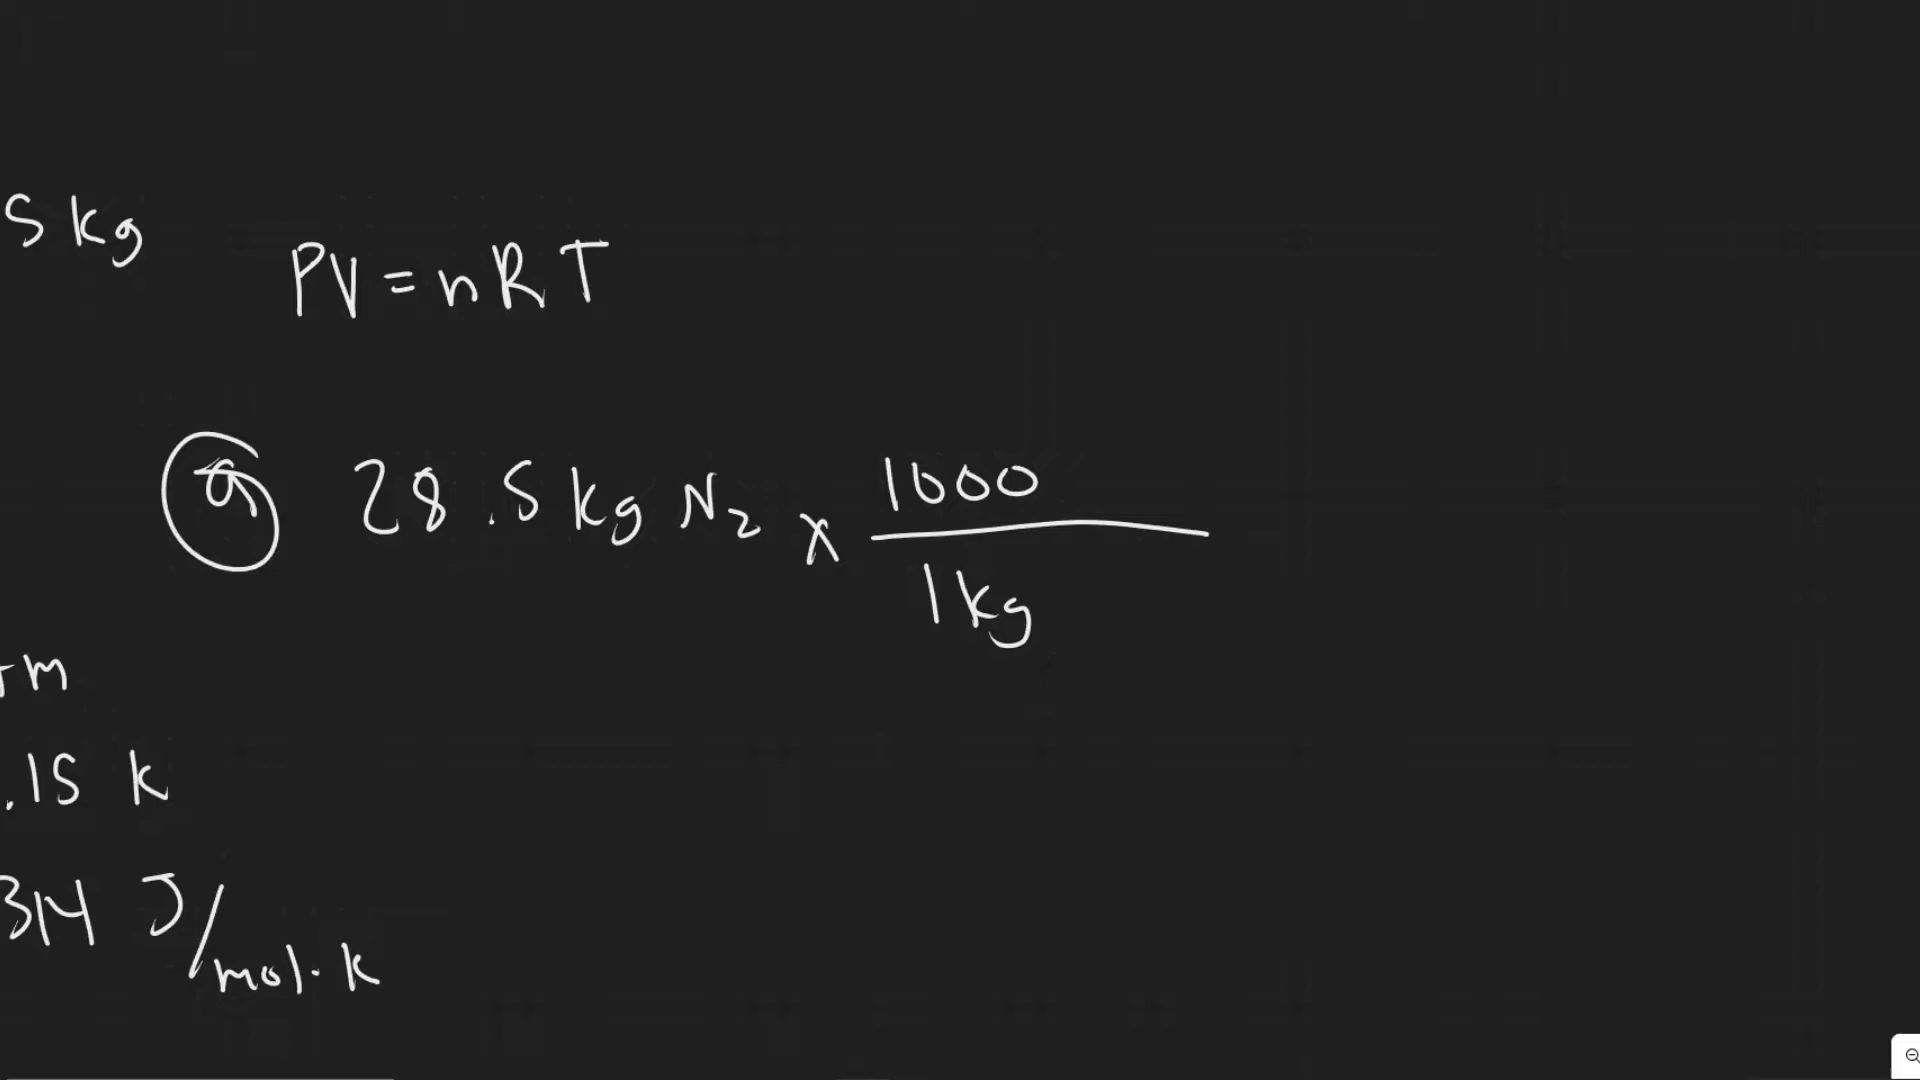 5 kg
PV = nRT
a 28.5 kg N₂ x 1000
1 kg
m
.15 K
314 J/mol·K